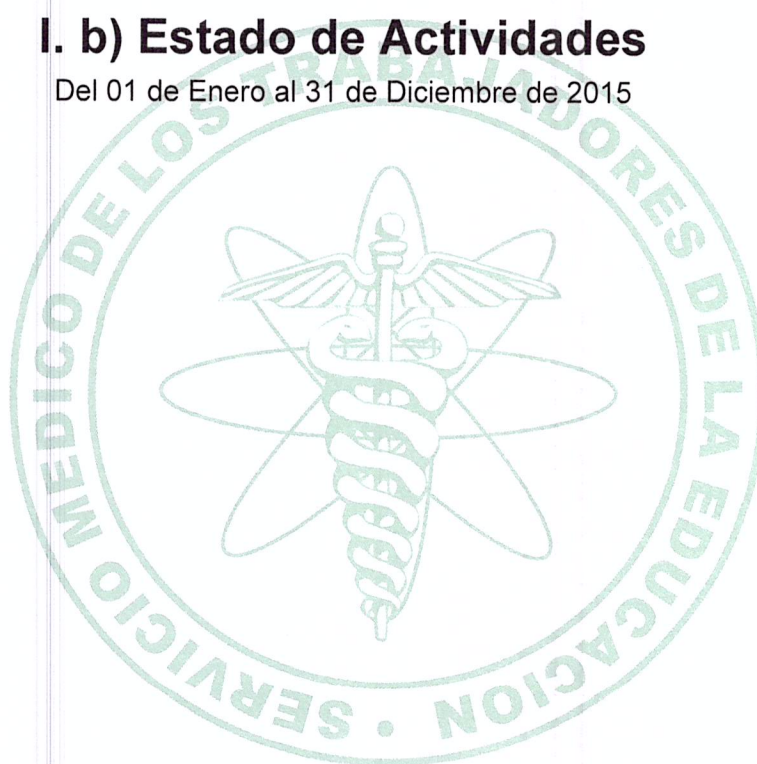 I. b) Estado de Actividades
Del 01 de Enero al 31 de Diciembre de 2015
SERVICIO MEDICO DE LOS TRABAJADORES DE LA EDUCACION •